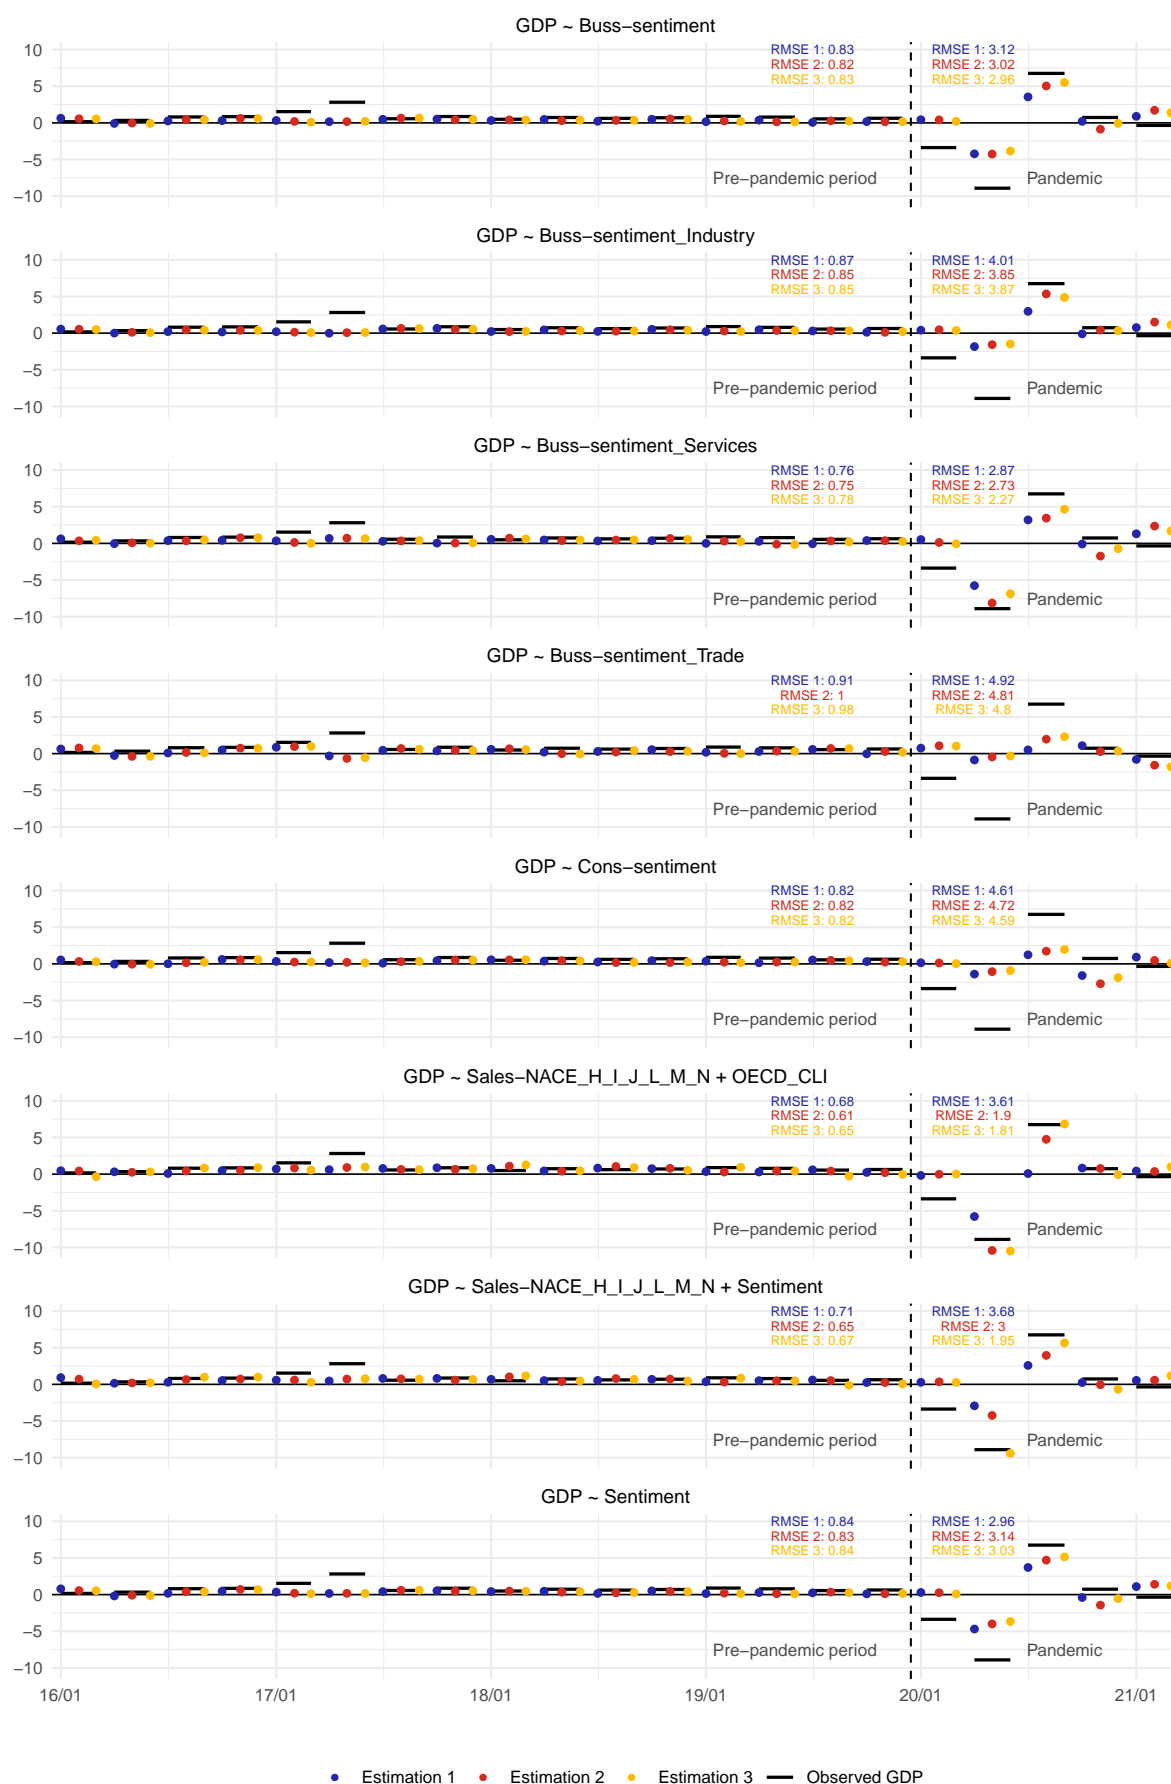 GDP ~ Buss−sentiment
10
5
0
−5
−10
RMSE 1: 0.83
RMSE 2: 0.82
RMSE 3: 0.83
RMSE 1: 3.12
RMSE 2: 3.02
RMSE 3: 2.96
Pre−pandemic period
Pandemic
GDP ~ Buss−sentiment_Industry
10
5
0
−5
−10
RMSE 1: 0.87
RMSE 2: 0.85
RMSE 3: 0.85
RMSE 1: 4.01
RMSE 2: 3.85
RMSE 3: 3.87
Pre−pandemic period
Pandemic
GDP ~ Buss−sentiment_Services
10
5
0
−5
−10
RMSE 1: 0.76
RMSE 2: 0.75
RMSE 3: 0.78
RMSE 1: 2.87
RMSE 2: 2.73
RMSE 3: 2.27
Pre−pandemic period
Pandemic
GDP ~ Buss−sentiment_Trade
10
5
0
−5
−10
RMSE 1: 0.91
RMSE 2: 1
RMSE 3: 0.98
RMSE 1: 4.92
RMSE 2: 4.81
RMSE 3: 4.8
Pre−pandemic period
Pandemic
GDP ~ Cons−sentiment
10
5
0
−5
−10
RMSE 1: 0.82
RMSE 2: 0.82
RMSE 3: 0.82
RMSE 1: 4.61
RMSE 2: 4.72
RMSE 3: 4.59
Pre−pandemic period
Pandemic
GDP ~ Sales−NACE_H_I_J_L_M_N + OECD_CLI
10
5
0
−5
−10
RMSE 1: 0.68
RMSE 2: 0.61
RMSE 3: 0.65
RMSE 1: 3.61
RMSE 2: 1.9
RMSE 3: 1.81
Pre−pandemic period
Pandemic
GDP ~ Sales−NACE_H_I_J_L_M_N + Sentiment
10
5
0
−5
−10
RMSE 1: 0.71
RMSE 2: 0.65
RMSE 3: 0.67
RMSE 1: 3.68
RMSE 2: 3
RMSE 3: 1.95
Pre−pandemic period
Pandemic
GDP ~ Sentiment
10
5
0
−5
−10
RMSE 1: 0.84
RMSE 2: 0.83
RMSE 3: 0.84
RMSE 1: 2.96
RMSE 2: 3.14
RMSE 3: 3.03
Pre−pandemic period
Pandemic
16/01 17/01 18/01 19/01 20/01 21/01
Estimation 1 Estimation 2 Estimation 3 Observed GDP